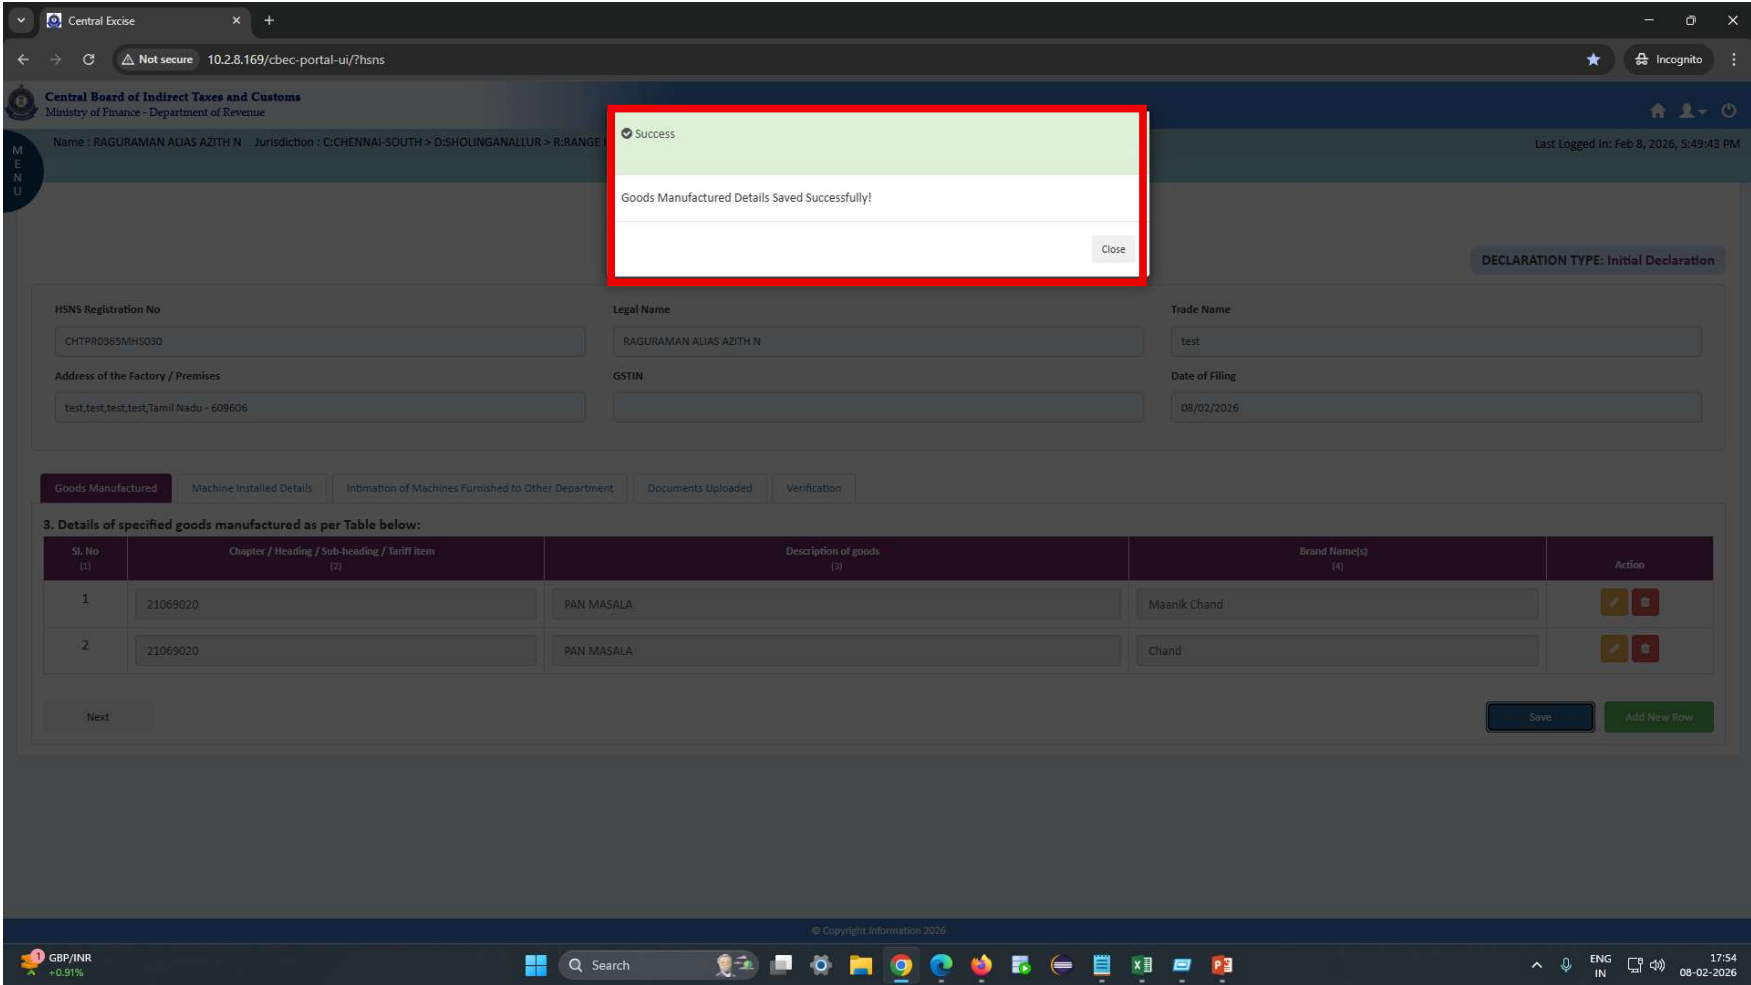 Central Excise
Not secure 10.2.8.169/cbec-portal-ui/?hsns
Incognito
Central Board of Indirect Taxes and Customs
Ministry of Finance - Department of Revenue
MENU
Name : RAGURAMAN ALIAS AZITH N Jurisdiction : C:CHENNAI-SOUTH > D:SHOLINGANALLUR > R:RANGE
Last Logged In: Feb 8, 2026, 5:49:43 PM
Success
Goods Manufactured Details Saved Successfully!
Close
DECLARATION TYPE: Initial Declaration
HSNS Registration No Legal Name Trade Name
CHTPR0365MHS030 RAGURAMAN ALIAS AZITH N test
Address of the Factory / Premises GSTIN Date of Filing
test,test,test,test,Tamil Nadu - 609606 08/02/2026
Goods Manufactured Machine Installed Details Intimation of Machines Furnished to Other Department Documents Uploaded Verification
3. Details of specified goods manufactured as per Table below:
Sl. No Chapter / Heading / Sub-heading / Tariff item Description of goods Brand Name(s)
(1) (2) (3) (4) Action
1 21069020 PAN MASALA Maanik Chand
2 21069020 PAN MASALA Chand
Next Save Add New Row
© Copyright Information 2026
1 GBP/INR
+0.91%
Search
ENG
IN
17:54
08-02-2026